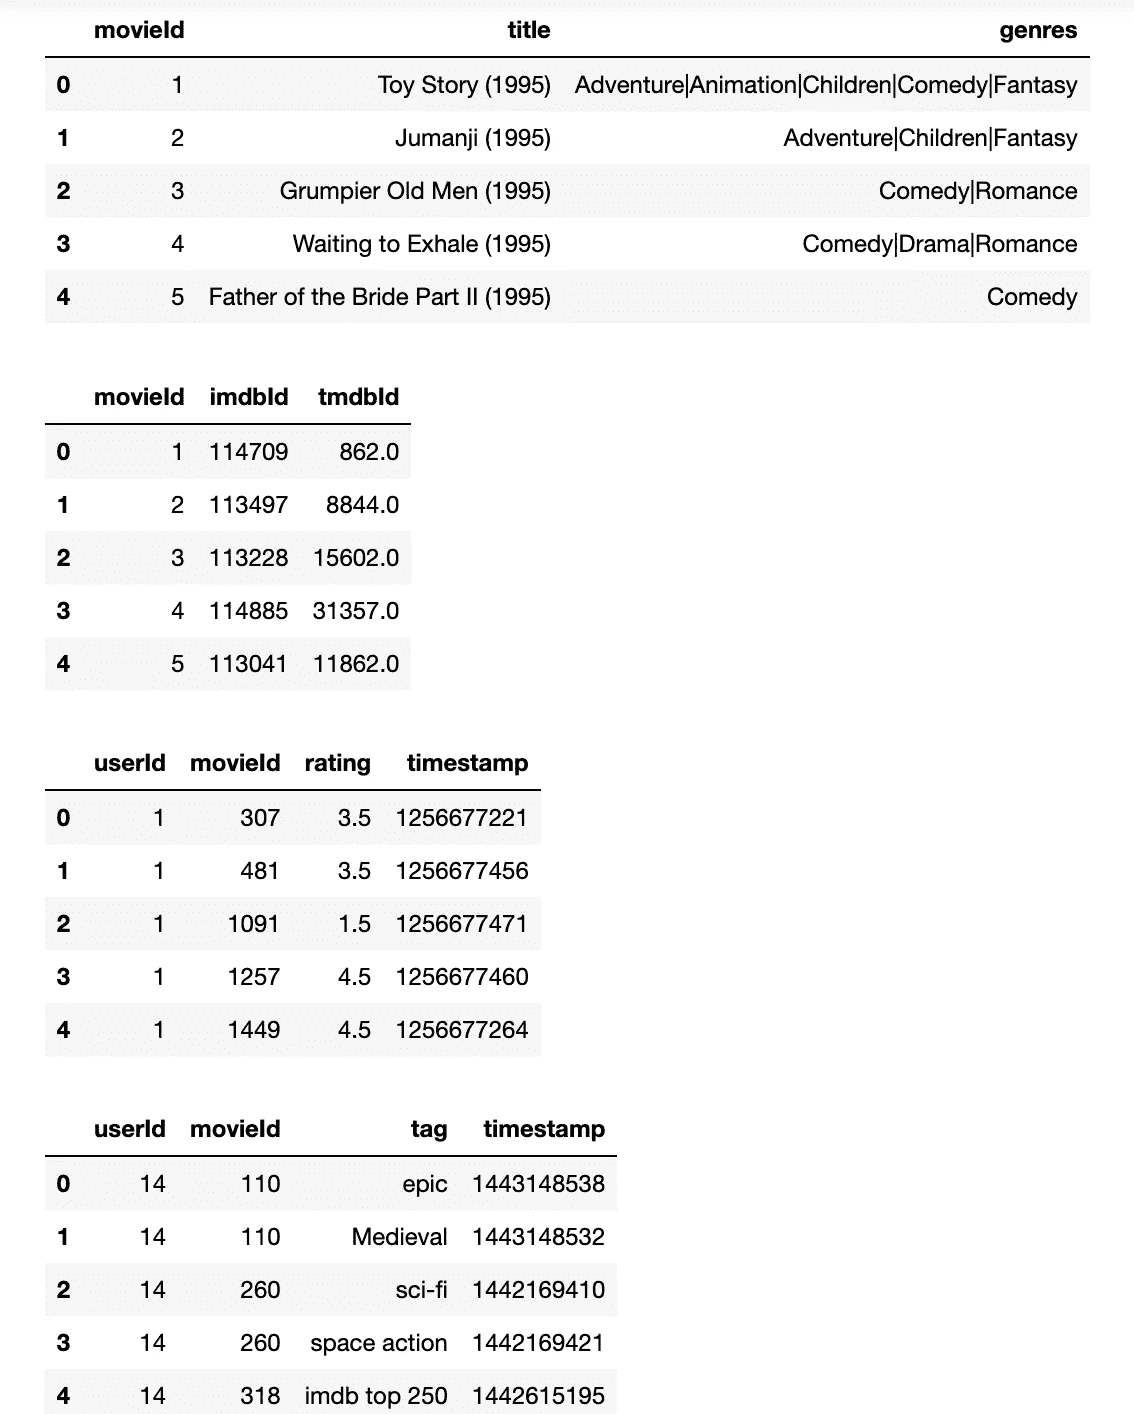 movieId title genres
0 1 Toy Story (1995) Adventure|Animation|Children|Comedy|Fantasy
1 2 Jumanji (1995) Adventure|Children|Fantasy
2 3 Grumpier Old Men (1995) Comedy|Romance
3 4 Waiting to Exhale (1995) Comedy|Drama|Romance
4 5 Father of the Bride Part II (1995) Comedy
movieId imdbId tmdbId
0 1 114709 862.0
1 2 113497 8844.0
2 3 113228 15602.0
3 4 114885 31357.0
4 5 113041 11862.0
userId movieId rating timestamp
0 1 307 3.5 1256677221
1 1 481 3.5 1256677456
2 1 1091 1.5 1256677471
3 1 1257 4.5 1256677460
4 1 1449 4.5 1256677264
userId movieId tag timestamp
0 14 110 epic 1443148538
1 14 110 Medieval 1443148532
2 14 260 sci-fi 1442169410
3 14 260 space action 1442169421
4 14 318 imdb top 250 1442615195